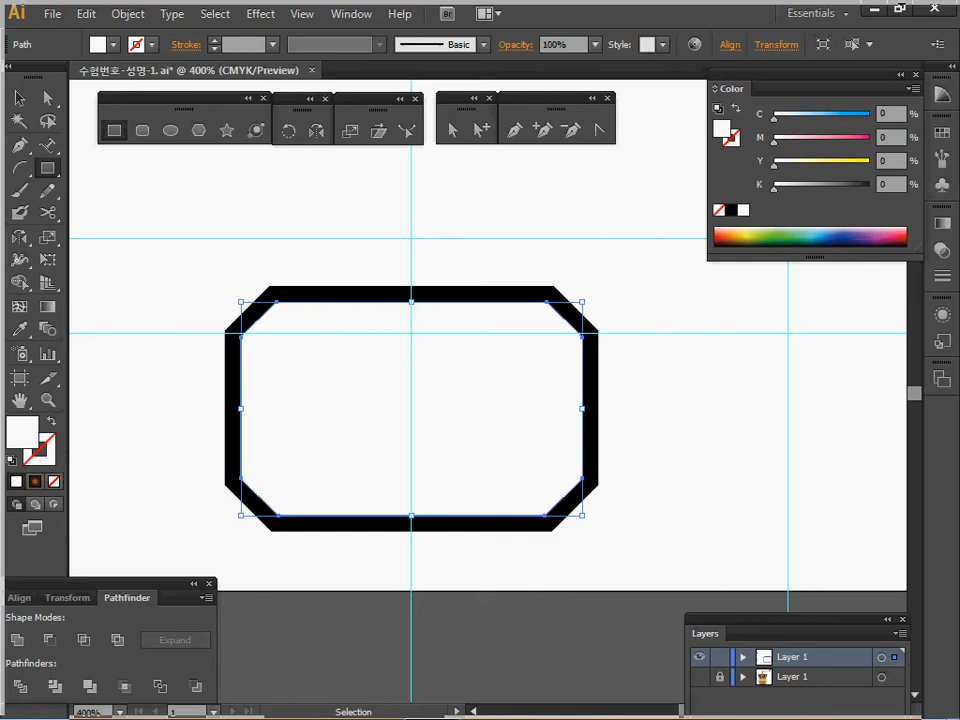 Ai File Edit Object Type Select Effect View Window Help Br Essentials
Path Stroke: Basic Opacity: 100% Style: Align Transform
수험번호-성명-1.ai* @ 400% (CMYK/Preview) ×
Color
C 0 %
M 0 %
Y 0 %
K 0 %
Align Transform Pathfinder
Shape Modes:
Expand
Pathfinders:
Layers
Layer 1
Layer 1
400% 1 Selection